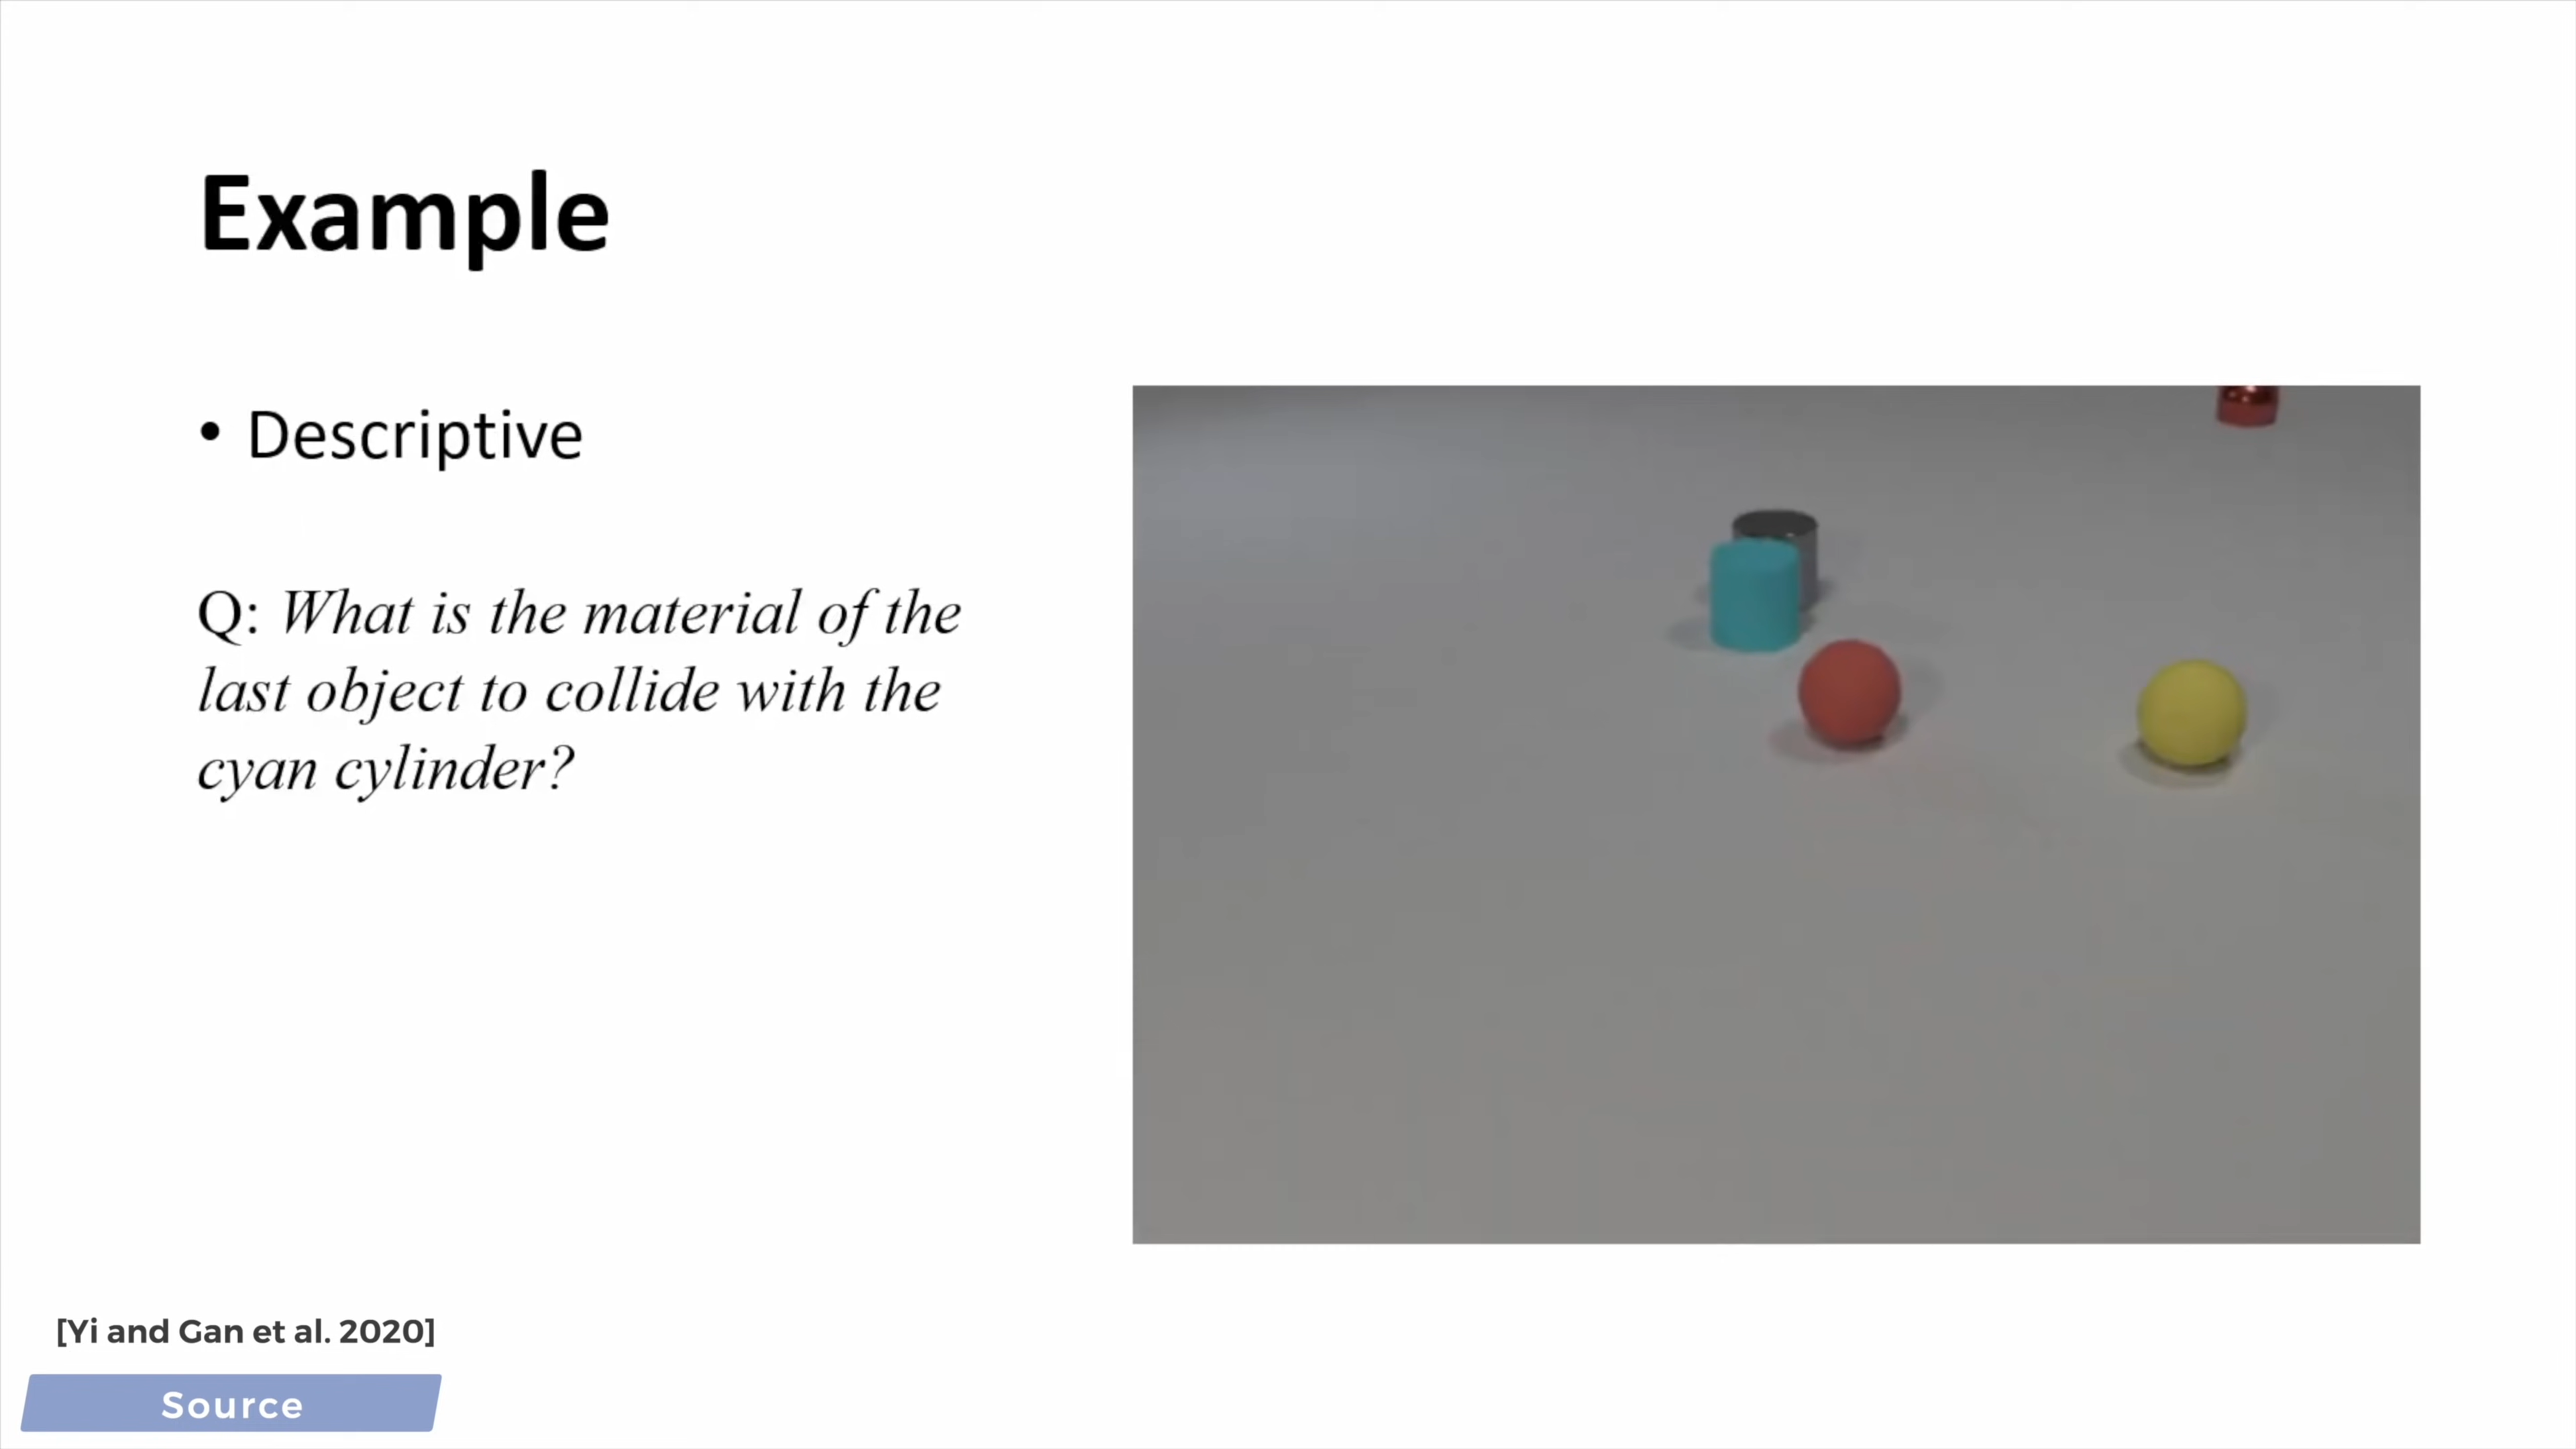 Example
• Descriptive
Q: What is the material of the
last object to collide with the
cyan cylinder?
[Yi and Gan et al. 2020]
Source